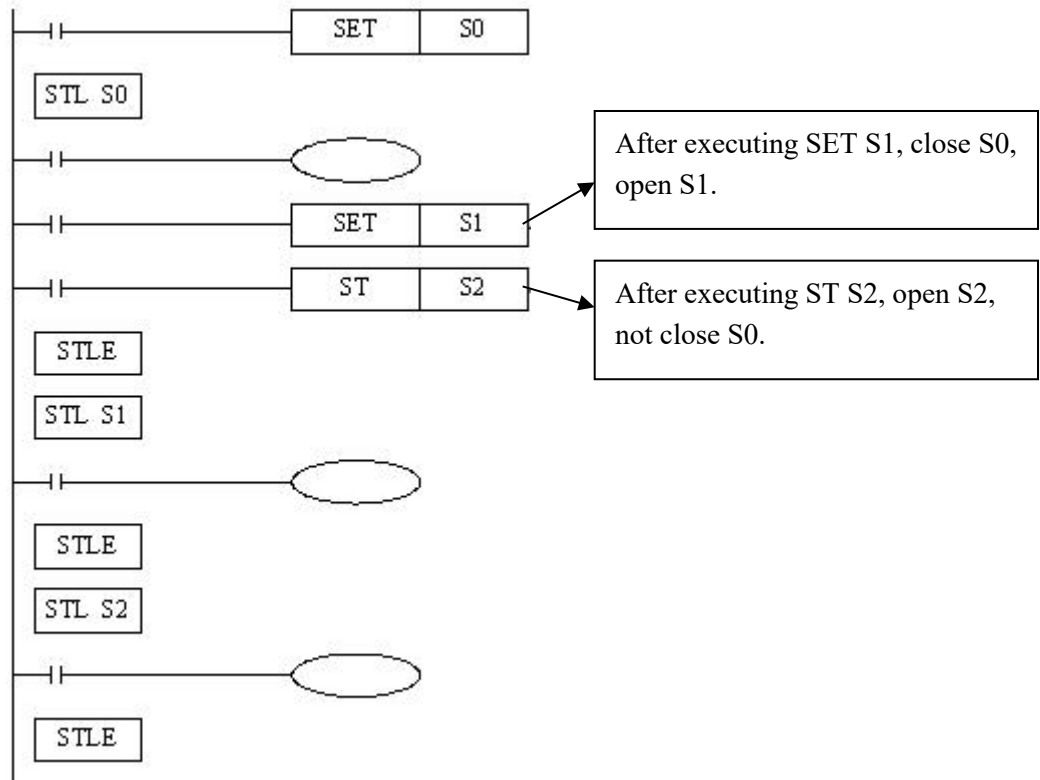 SET S0
STL S0
After executing SET S1, close S0,
open S1.
SET S1
ST S2
After executing ST S2, open S2,
not close S0.
STLE
STL S1
STLE
STL S2
STLE